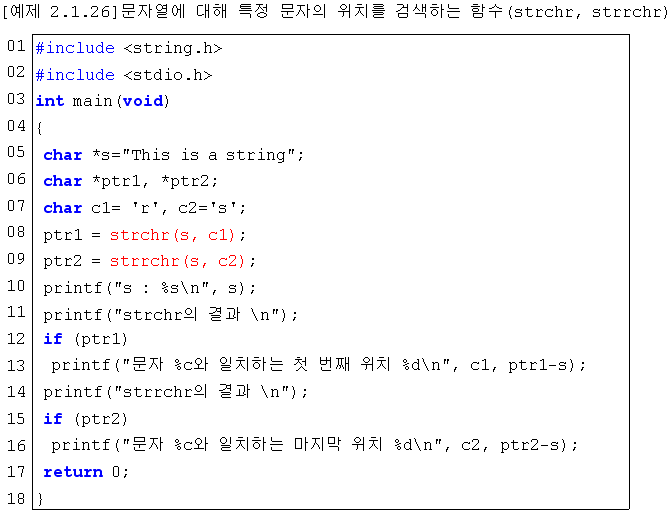 [예제 2.1.26]문자열에 대해 특정 문자의 위치를 검색하는 함수(strchr, strrchr)
01 #include <string.h>
02 #include <stdio.h>
03 int main(void)
04 {
05 char *s="This is a string";
06 char *ptr1, *ptr2;
07 char c1= 'r', c2='s';
08 ptr1 = strchr(s, c1);
09 ptr2 = strrchr(s, c2);
10 printf("s : %s\n", s);
11 printf("strchr의 결과 \n");
12 if (ptr1)
13 printf("문자 %c와 일치하는 첫 번째 위치 %d\n", c1, ptr1-s);
14 printf("strrchr의 결과 \n");
15 if (ptr2)
16 printf("문자 %c와 일치하는 마지막 위치 %d\n", c2, ptr2-s);
17 return 0;
18 }